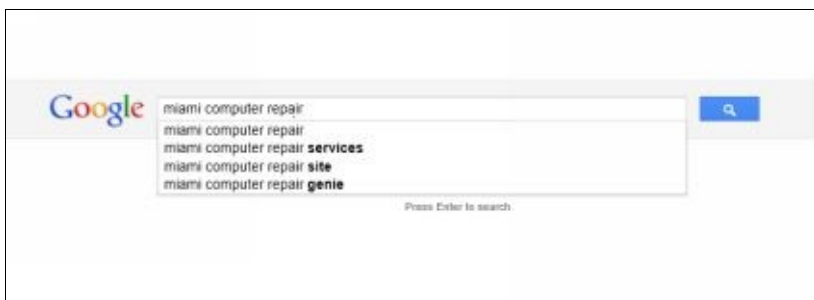 Google
miami computer repair
miami computer repair
miami computer repair services
miami computer repair site
miami computer repair genie
Press Enter to search.